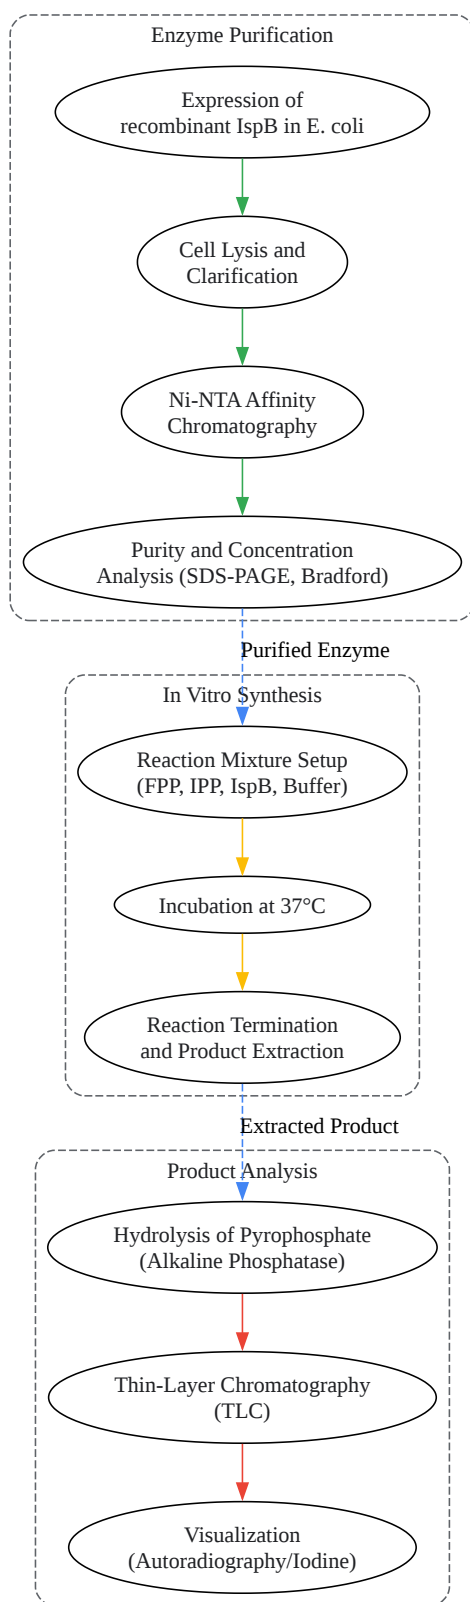 Enzyme Purification
Expression of
recombinant IspB in E. coli
Cell Lysis and
Clarification
Ni-NTA Affinity
Chromatography
Purity and Concentration
Analysis (SDS-PAGE, Bradford)
Purified Enzyme
In Vitro Synthesis
Reaction Mixture Setup
(FPP, IPP, IspB, Buffer)
Incubation at 37°C
Reaction Termination
and Product Extraction
Extracted Product
Product Analysis
Hydrolysis of Pyrophosphate
(Alkaline Phosphatase)
Thin-Layer Chromatography
(TLC)
Visualization
(Autoradiography/Iodine)